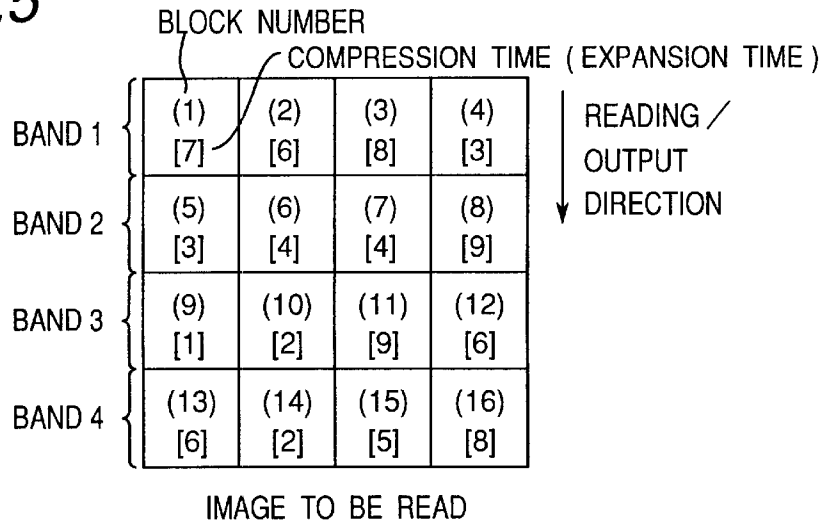 .5
BLOCK NUMBER
COMPRESSION TIME ( EXPANSION TIME )
BAND 1
(1) (2) (3) (4)
[7] [6] [8] [3]
READING /
OUTPUT
DIRECTION
BAND 2
(5) (6) (7) (8)
[3] [4] [4] [9]
BAND 3
(9) (10) (11) (12)
[1] [2] [9] [6]
BAND 4
(13) (14) (15) (16)
[6] [2] [5] [8]
IMAGE TO BE READ